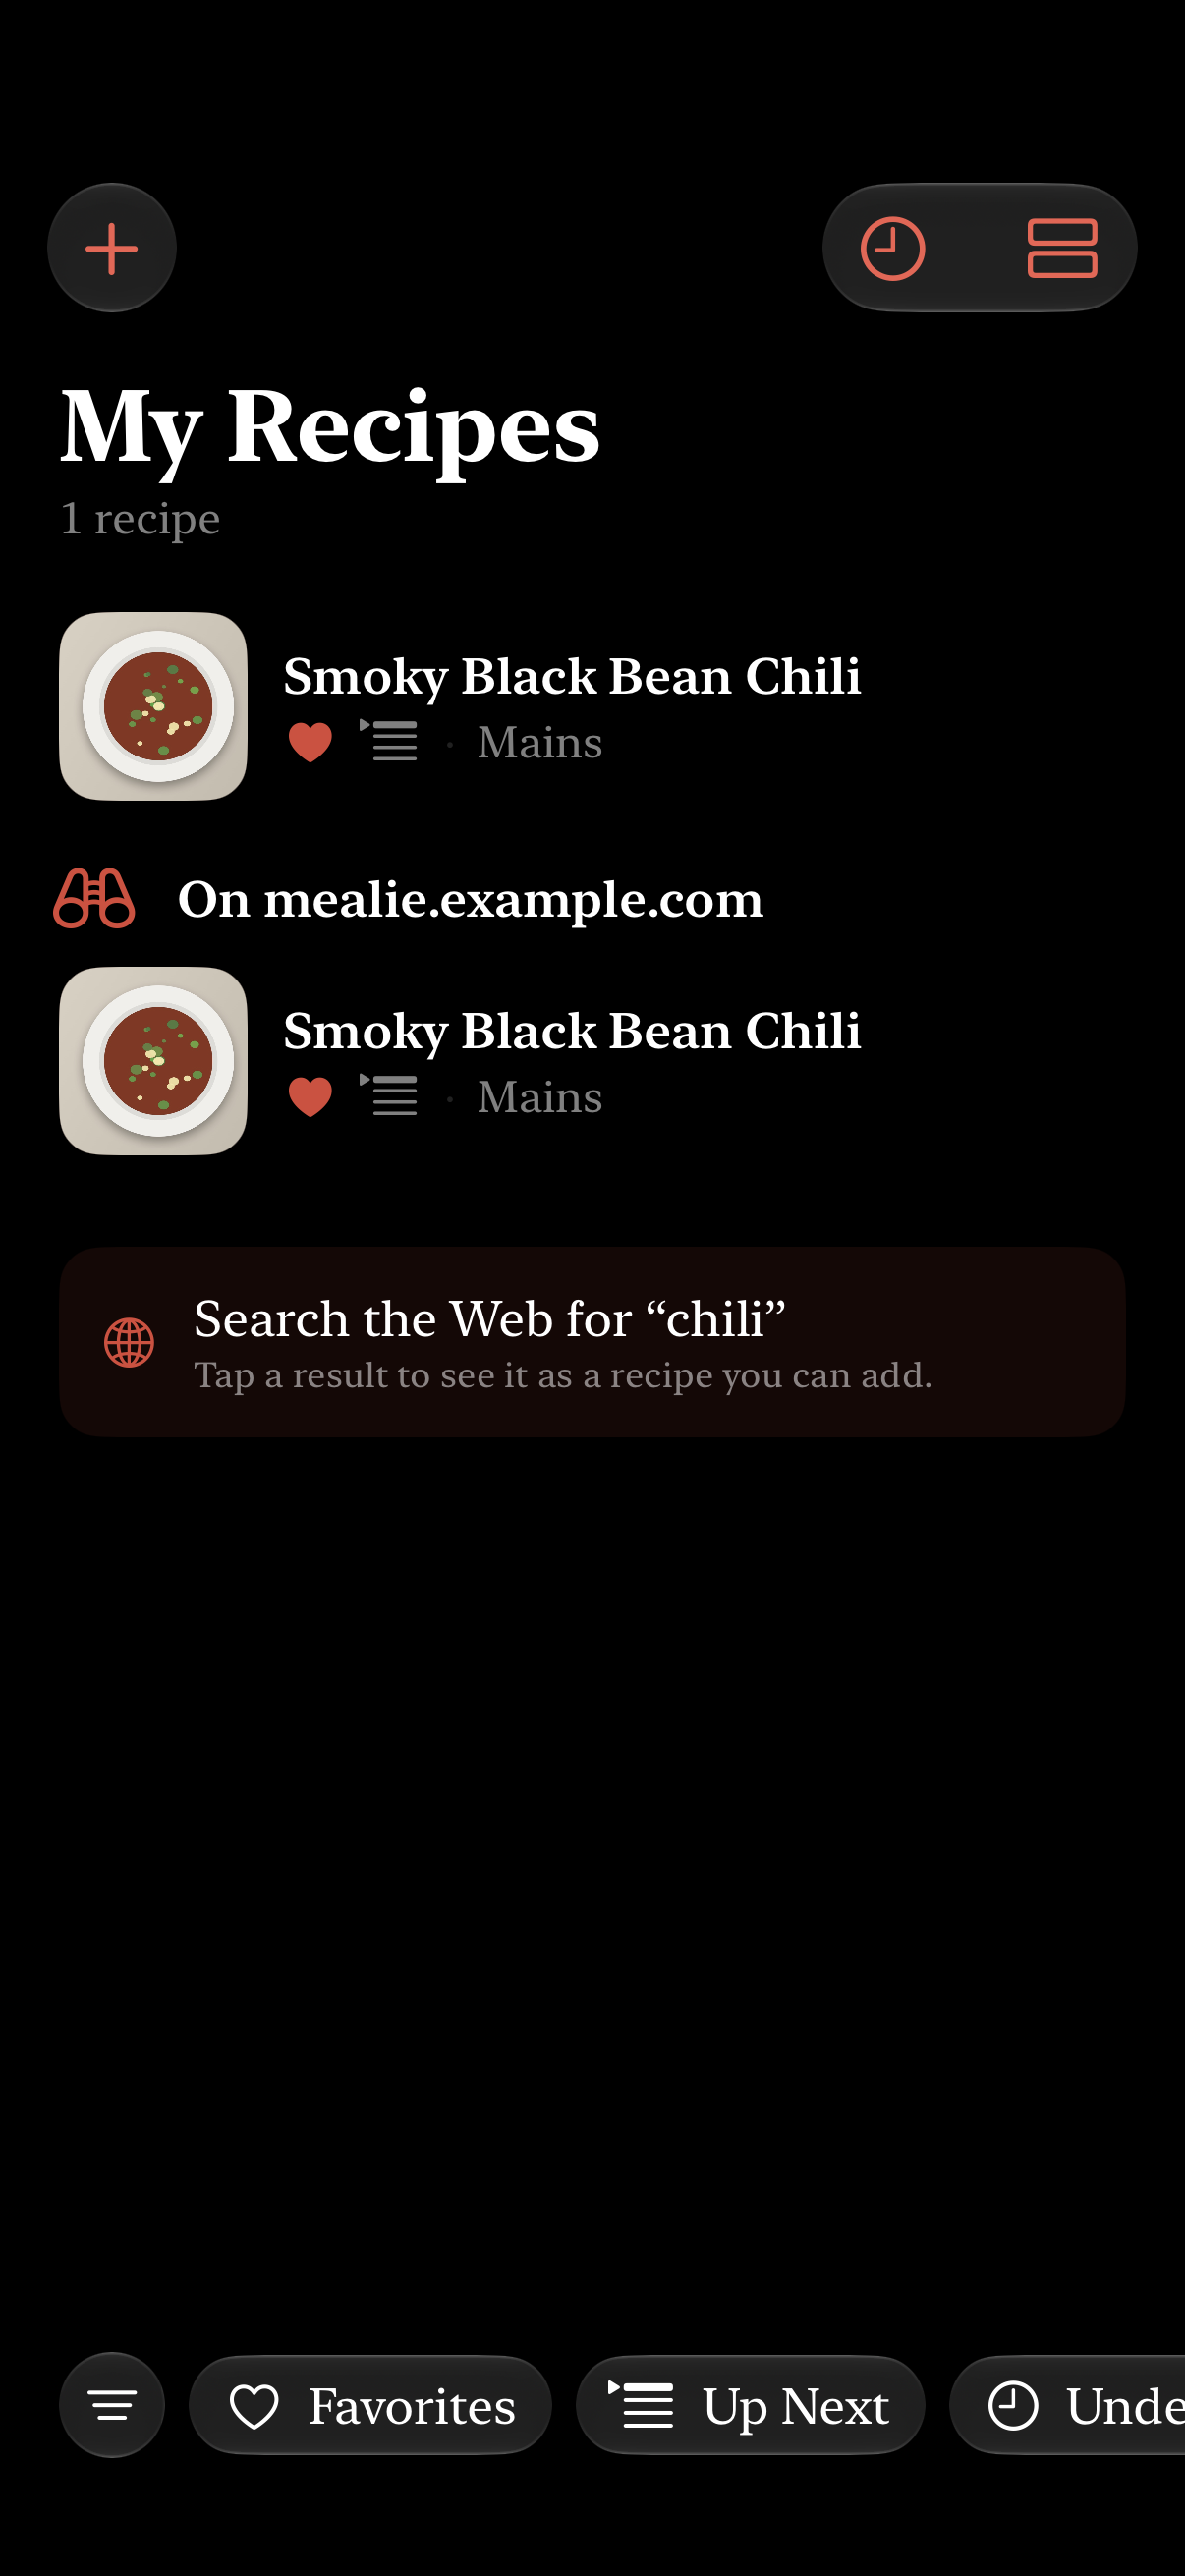 My Recipes
1 recipe
Smoky Black Bean Chili
· Mains
On mealie.example.com
Smoky Black Bean Chili
· Mains
Search the Web for “chili”
Tap a result to see it as a recipe you can add.
Favorites
Up Next
Unde